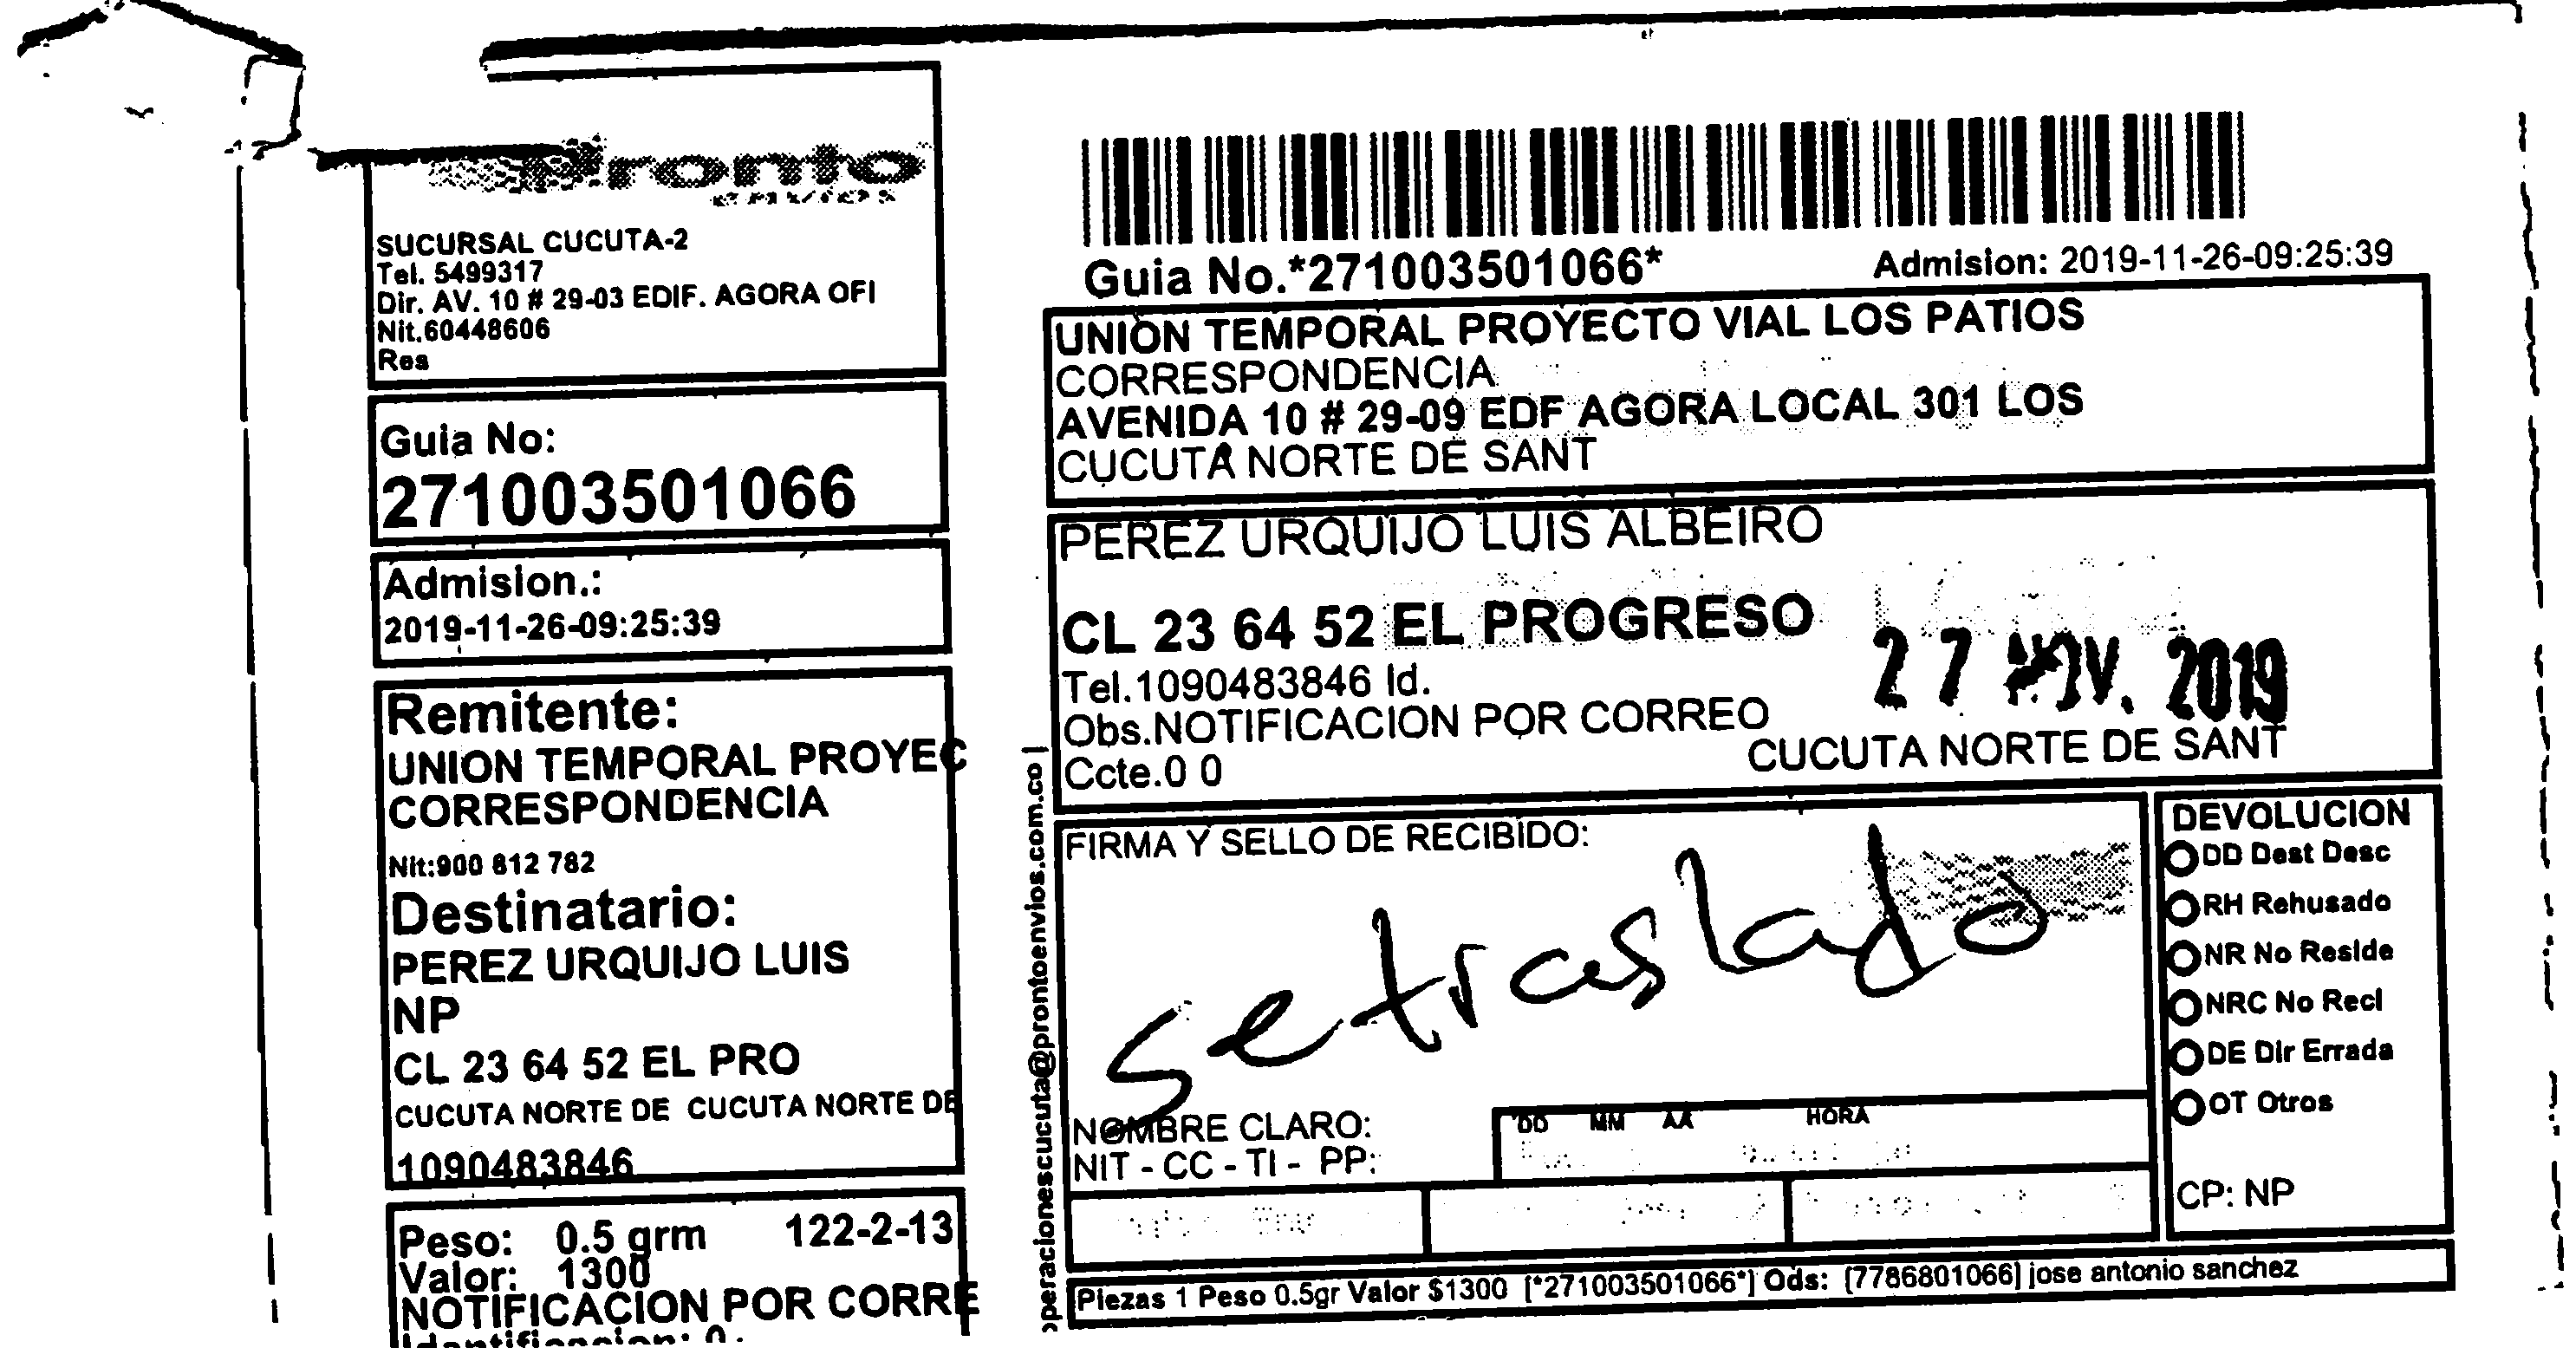 Pronto
envíos
SUCURSAL CUCUTA-2
Tel. 5499317
Dir. AV. 10 # 29-03 EDIF. AGORA OFI
Nit.60448606
Res
Guia No:
271003501066
Admision.:
2019-11-26-09:25:39
Remitente:
UNION TEMPORAL PROYEC
CORRESPONDENCIA
Nit:900 812 782
Destinatario:
PEREZ URQUIJO LUIS
NP
CL 23 64 52 EL PRO
CUCUTA NORTE DE CUCUTA NORTE DE
1090483846
Peso: 0.5 grm 122-2-13
Valor: 1300
NOTIFICACION POR CORRE
Identificacion: 0
peracionescucuta@prontoenvios.com.co |
Guia No.*271003501066* Admision: 2019-11-26-09:25:39
UNION TEMPORAL PROYECTO VIAL LOS PATIOS
CORRESPONDENCIA
AVENIDA 10 # 29-09 EDF AGORA LOCAL 301 LOS
CUCUTA NORTE DE SANT
PEREZ URQUIJO LUIS ALBEIRO
CL 23 64 52 EL PROGRESO
27 NOV. 2019
Tel.1090483846 Id.
Obs.NOTIFICACION POR CORREO
CUCUTA NORTE DE SANT
Ccte.0 0
FIRMA Y SELLO DE RECIBIDO:
Se traslado
NOMBRE CLARO:
NIT - CC - TI - PP:
DD MM AA HORA
DEVOLUCION
DD Dest Desc
RH Rehusado
NR No Reside
NRC No Recl
DE Dir Errada
OT Otros
CP: NP
Piezas 1 Peso 0.5gr Valor $1300 [*271003501066*] Ods: [7786801066] jose antonio sanchez